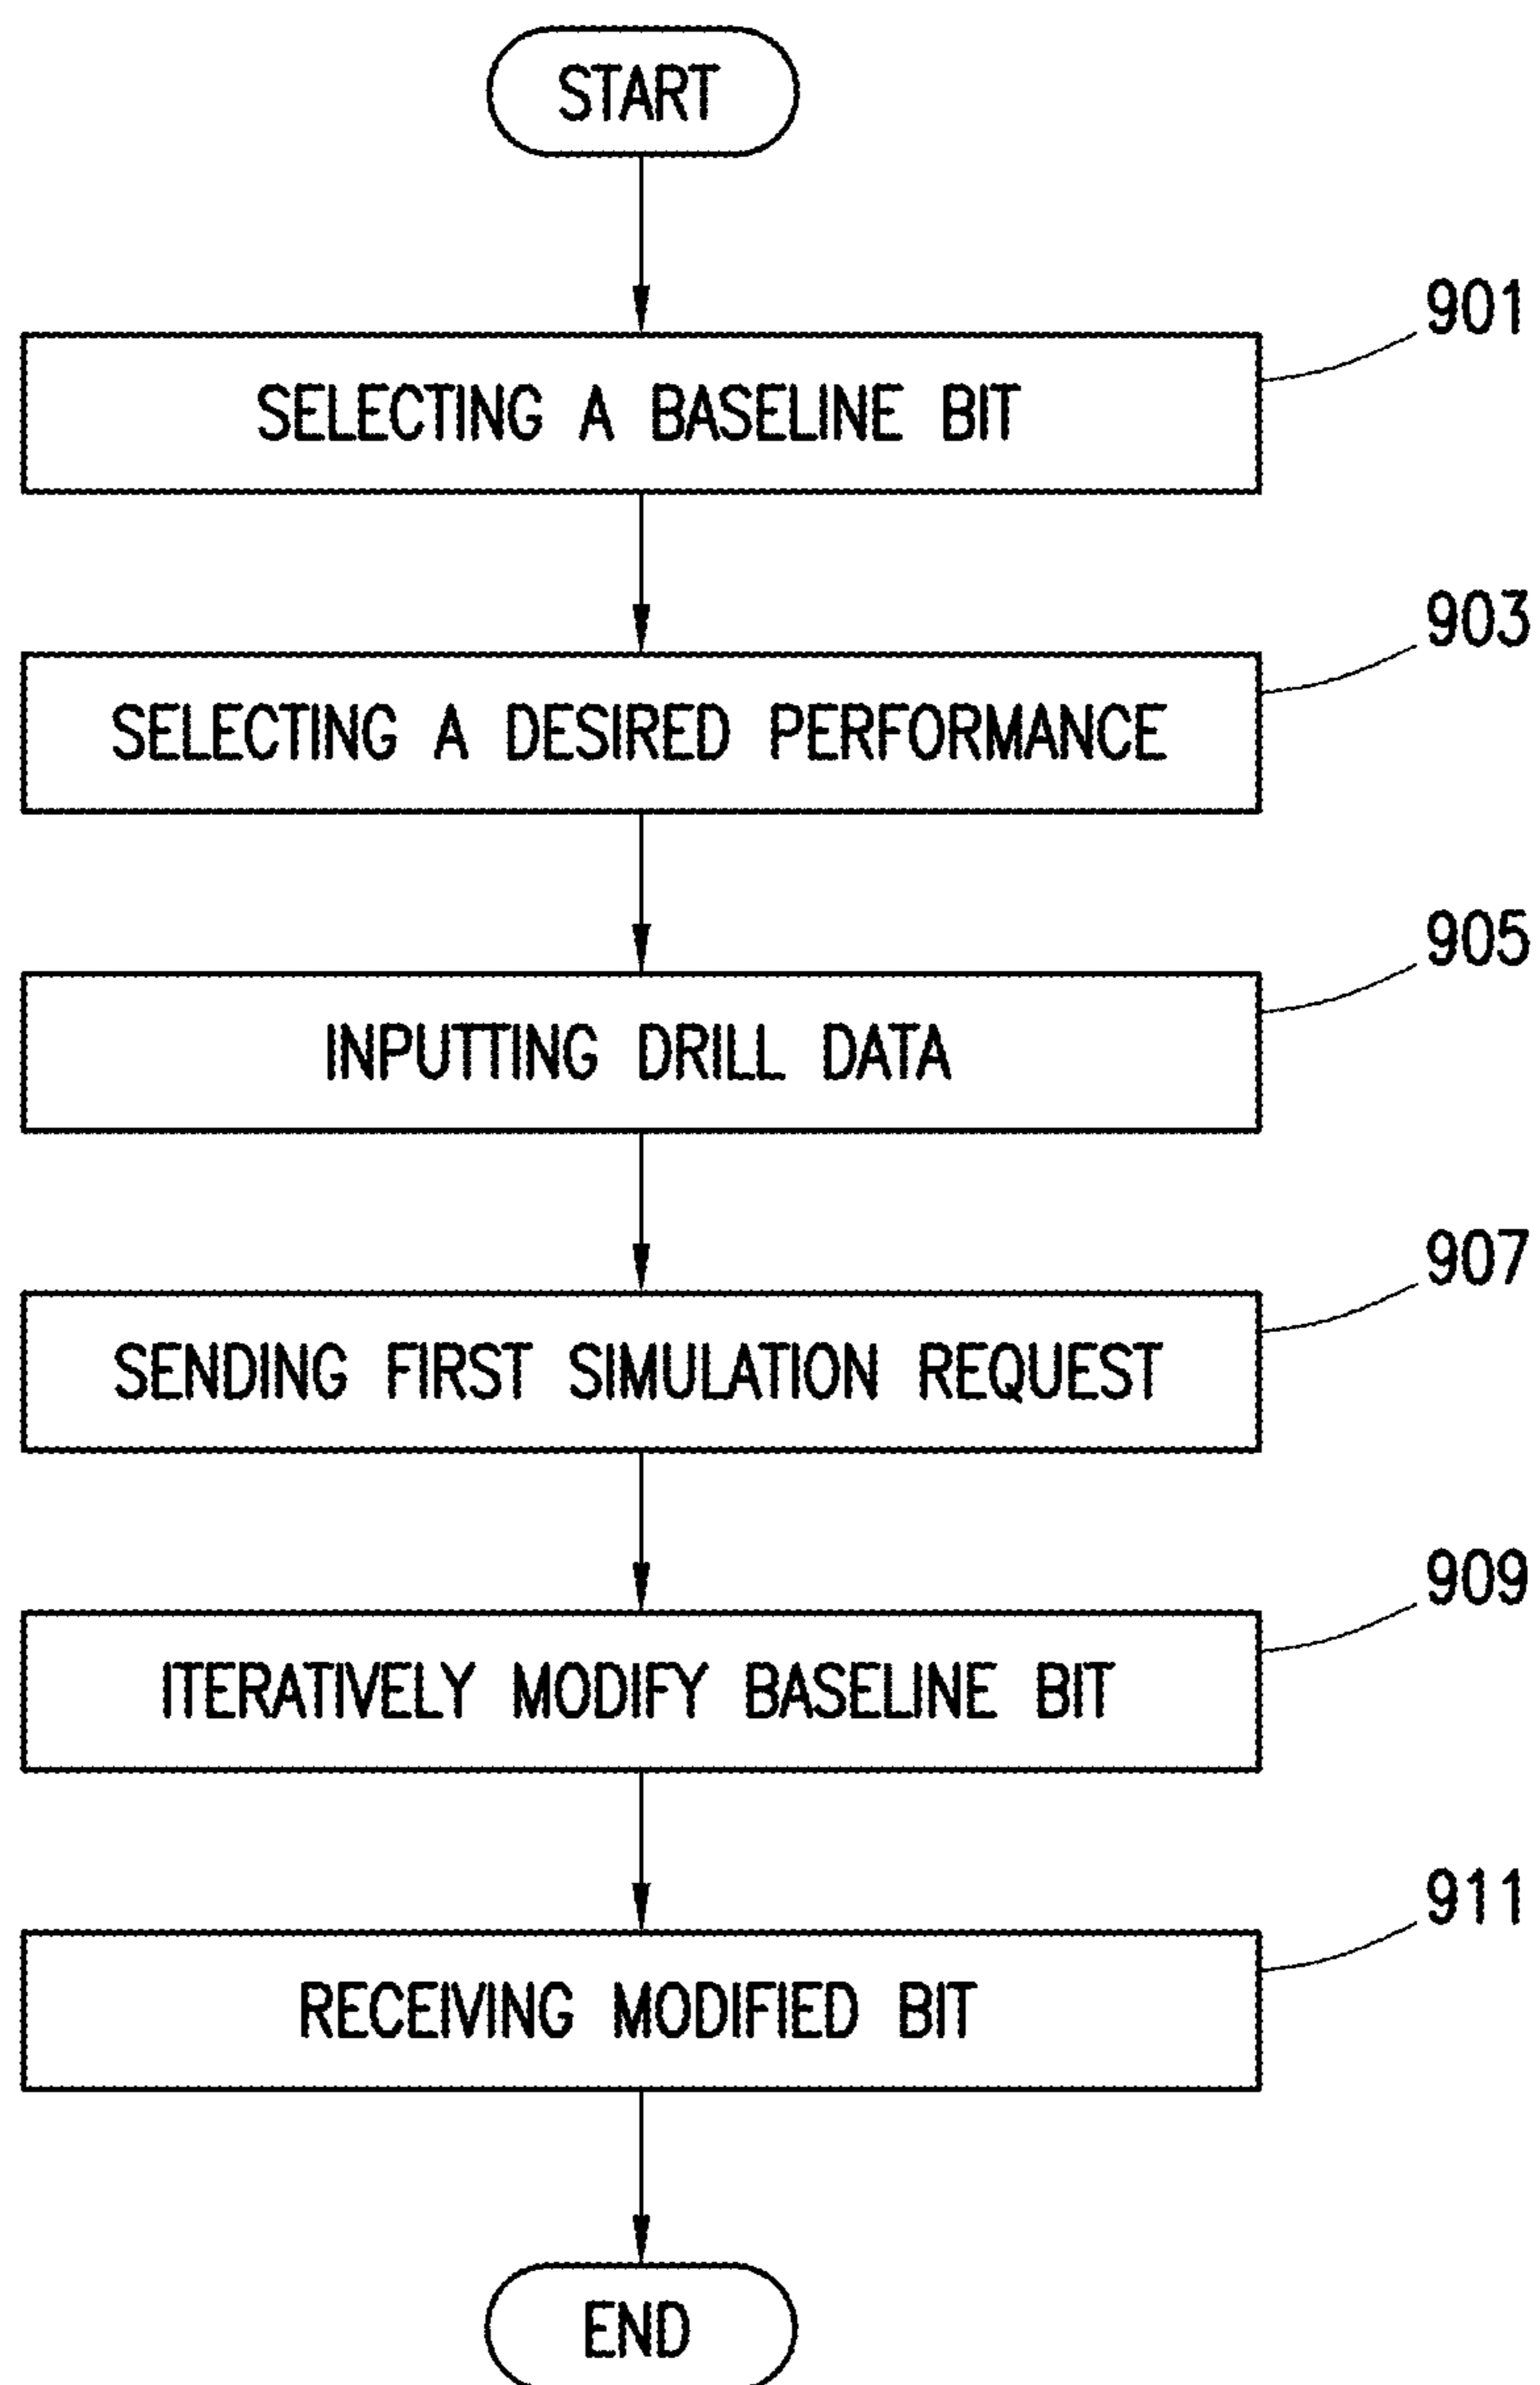 START
901
SELECTING A BASELINE BIT
903
SELECTING A DESIRED PERFORMANCE
905
INPUTTING DRILL DATA
907
SENDING FIRST SIMULATION REQUEST
909
ITERATIVELY MODIFY BASELINE BIT
911
RECEIVING MODIFIED BIT
END